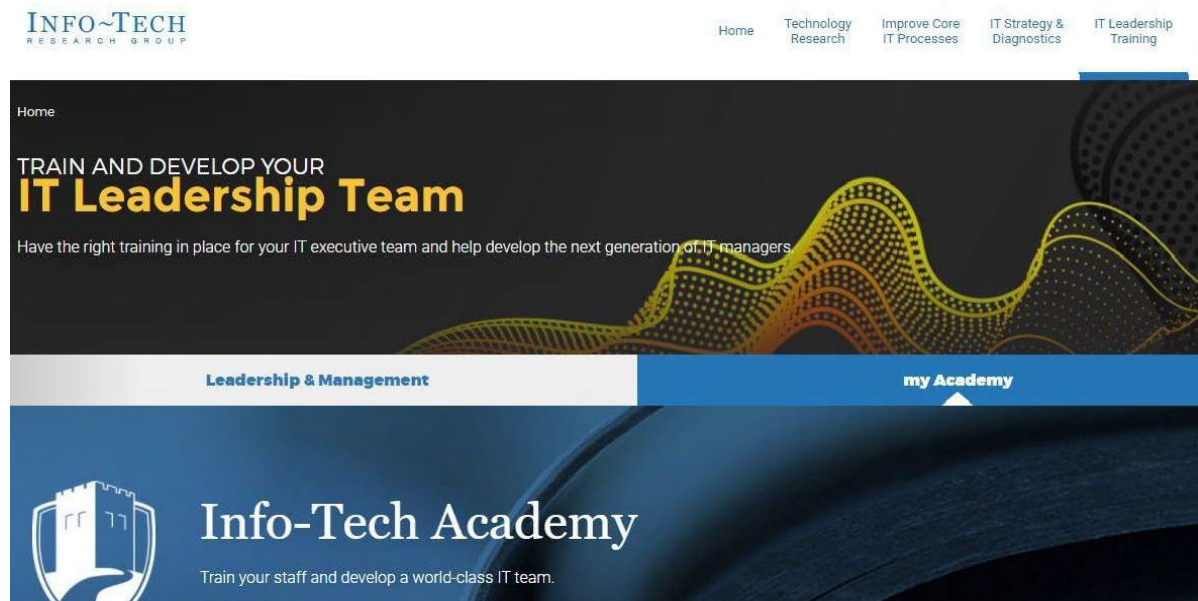 INFO~TECH
RESEARCH GROUP
Home
Technology
Research
Improve Core
IT Processes
IT Strategy &
Diagnostics
IT Leadership
Training
Home
TRAIN AND DEVELOP YOUR
IT Leadership Team
Have the right training in place for your IT executive team and help develop the next generation of IT managers.
Leadership & Management
my Academy
Info-Tech Academy
Train your staff and develop a world-class IT team.